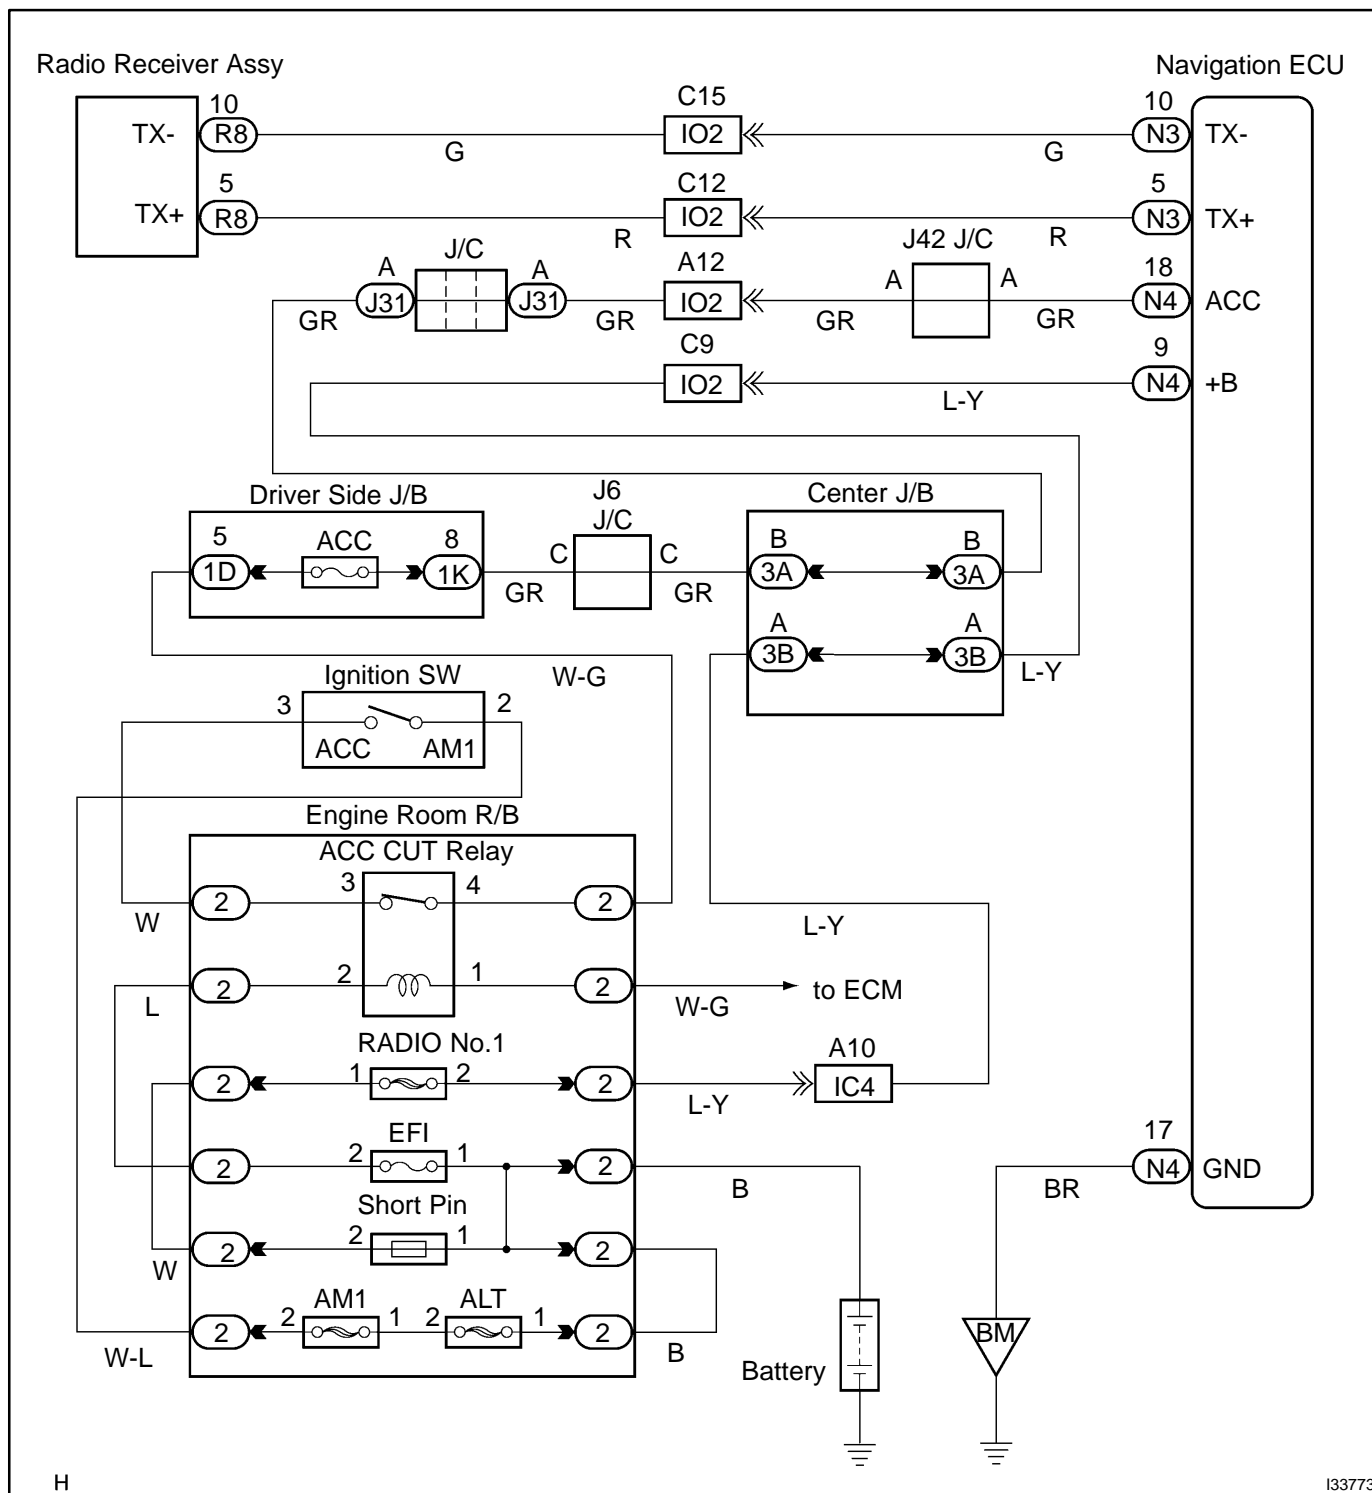 Radio Receiver Assy
Navigation ECU
10
C15
10
TX-
R8
IO2
N3
TX-
G
G
5
C12
5
TX+
R8
IO2
N3
TX+
R
R
J/C
A12
J42 J/C
18
A
A
A
A
J31
J31
IO2
N4
ACC
GR
GR
GR
GR
C9
9
IO2
N4
+B
L-Y
Driver Side J/B
J6
J/C
Center J/B
5
ACC
8
C
C
B
B
1D
1K
3A
3A
GR
GR
A
A
3B
3B
W-G
L-Y
Ignition SW
3
2
ACC
AM1
Engine Room R/B
ACC CUT Relay
3
4
2
2
W
L-Y
2
1
2
2
to ECM
L
W-G
RADIO No.1
A10
1
2
2
2
IC4
L-Y
EFI
17
2
1
2
2
N4
GND
B
BR
Short Pin
2
1
2
2
W
AM1
ALT
2
1
2
1
2
2
BM
W-L
B
Battery
H
I33773